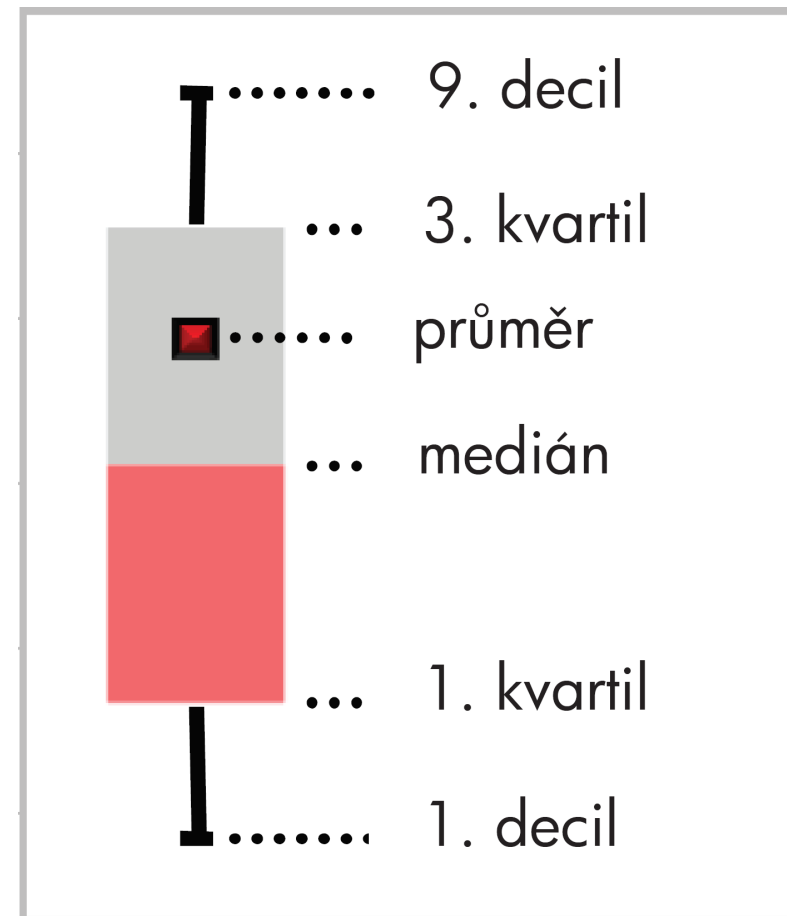 9. decil
3. kvartil
průměr
medián
1. kvartil
1. decil